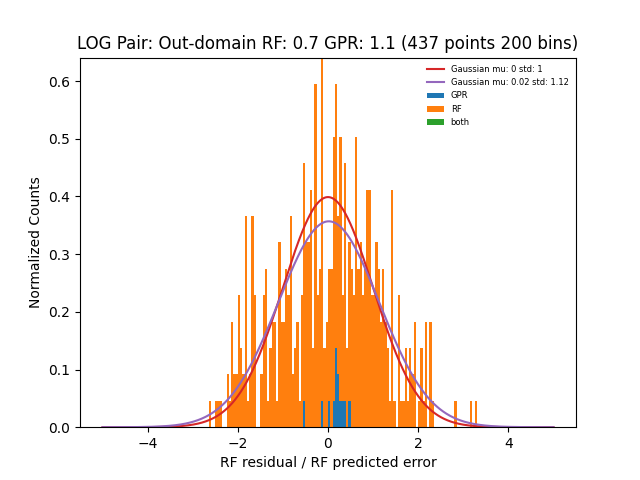 LOG Pair: Out-domain RF: 0.7 GPR: 1.1 (437 points 200 bins)
Gaussian mu: 0 std: 1
Gaussian mu: 0.02 std: 1.12
GPR
RF
both
Normalized Counts
0.6
0.5
0.4
0.3
0.2
0.1
0.0
−4
−2
0
2
4
RF residual / RF predicted error